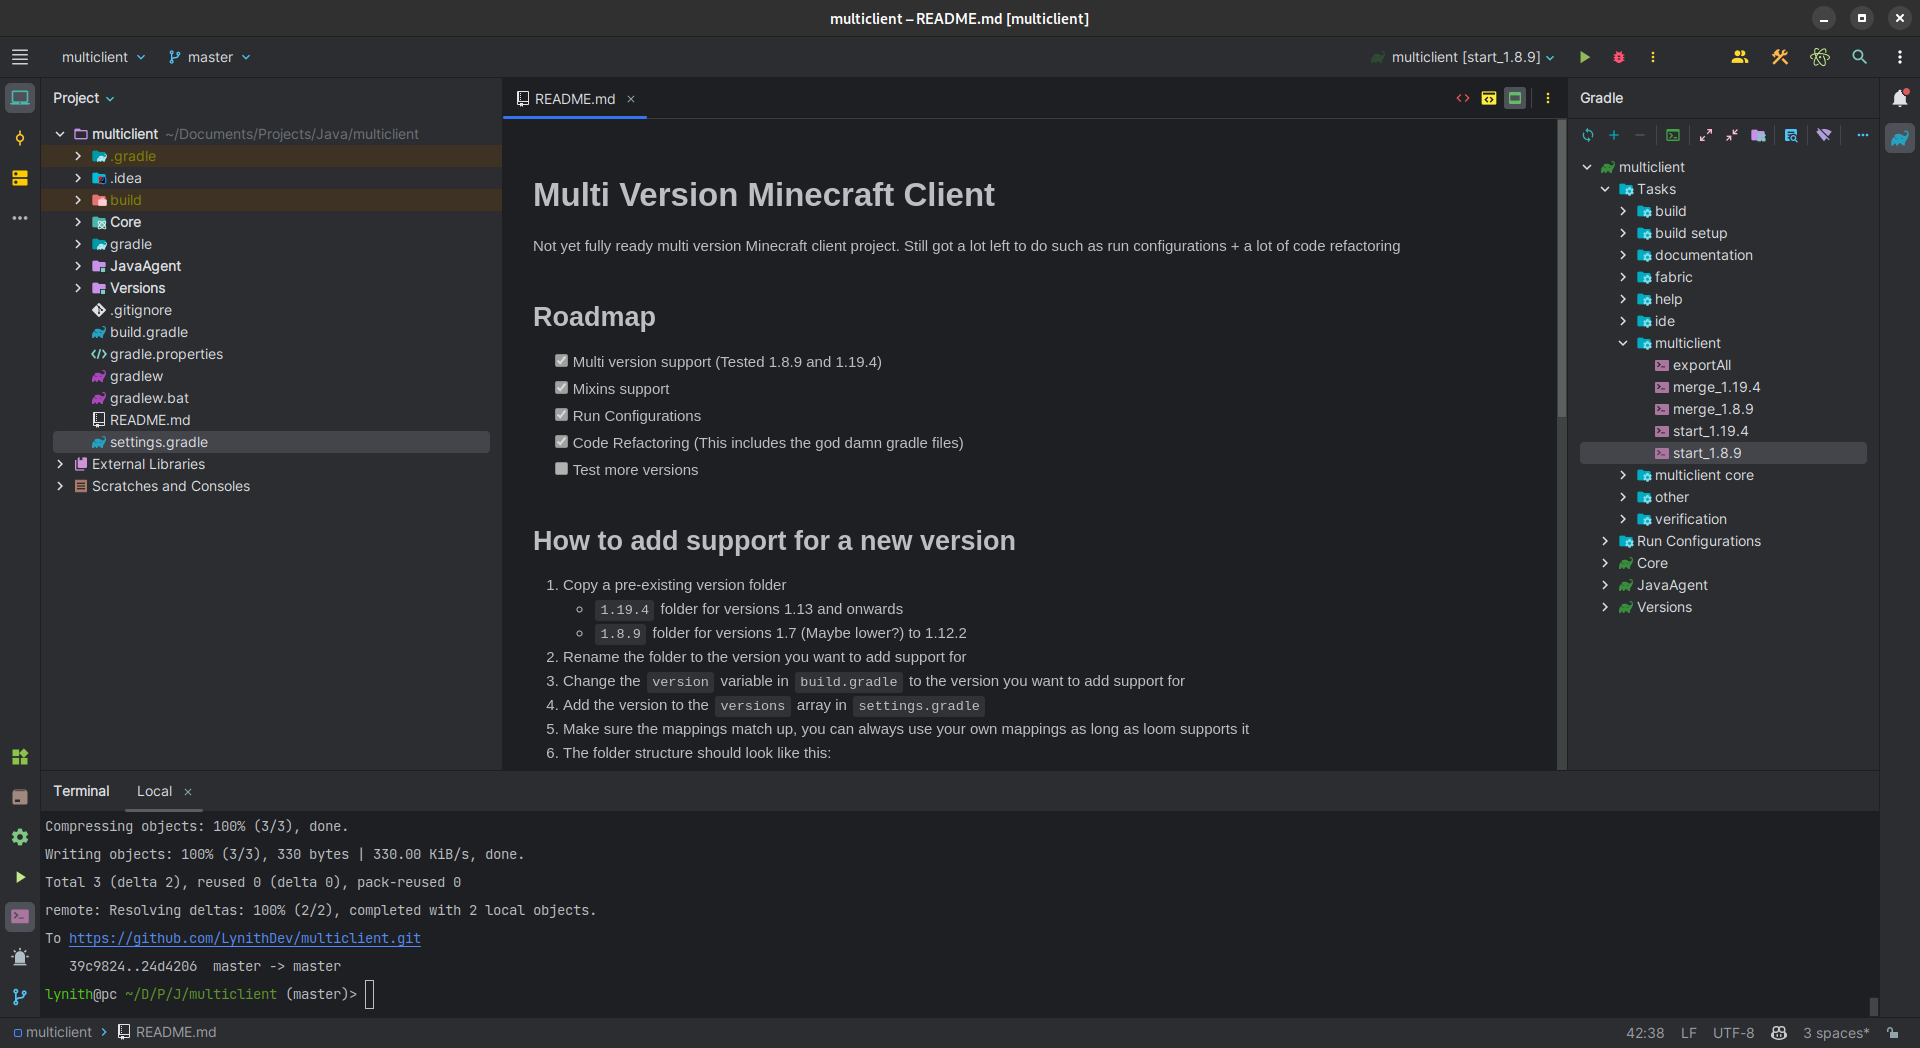 multiclient – README.md [multiclient]
multiclient
master
multiclient [start_1.8.9]
Project
multiclient ~/Documents/Projects/Java/multiclient
.gradle
.idea
build
Core
gradle
JavaAgent
Versions
.gitignore
build.gradle
gradle.properties
gradlew
gradlew.bat
README.md
settings.gradle
External Libraries
Scratches and Consoles
README.md
Multi Version Minecraft Client
Not yet fully ready multi version Minecraft client project. Still got a lot left to do such as run configurations + a lot of code refactoring
Roadmap
Multi version support (Tested 1.8.9 and 1.19.4)
Mixins support
Run Configurations
Code Refactoring (This includes the god damn gradle files)
Test more versions
How to add support for a new version
1. Copy a pre-existing version folder
1.19.4 folder for versions 1.13 and onwards
1.8.9 folder for versions 1.7 (Maybe lower?) to 1.12.2
2. Rename the folder to the version you want to add support for
3. Change the version variable in build.gradle to the version you want to add support for
4. Add the version to the versions array in settings.gradle
5. Make sure the mappings match up, you can always use your own mappings as long as loom supports it
6. The folder structure should look like this:
Gradle
multiclient
Tasks
build
build setup
documentation
fabric
help
ide
multiclient
exportAll
merge_1.19.4
merge_1.8.9
start_1.19.4
start_1.8.9
multiclient core
other
verification
Run Configurations
Core
JavaAgent
Versions
Terminal
Local
Compressing objects: 100% (3/3), done.
Writing objects: 100% (3/3), 330 bytes | 330.00 KiB/s, done.
Total 3 (delta 2), reused 0 (delta 0), pack-reused 0
remote: Resolving deltas: 100% (2/2), completed with 2 local objects.
To https://github.com/LynithDev/multiclient.git
39c9824..24d4206 master -> master
lynith@pc ~/D/P/J/multiclient (master)>
multiclient
README.md
42:38
LF
UTF-8
3 spaces*